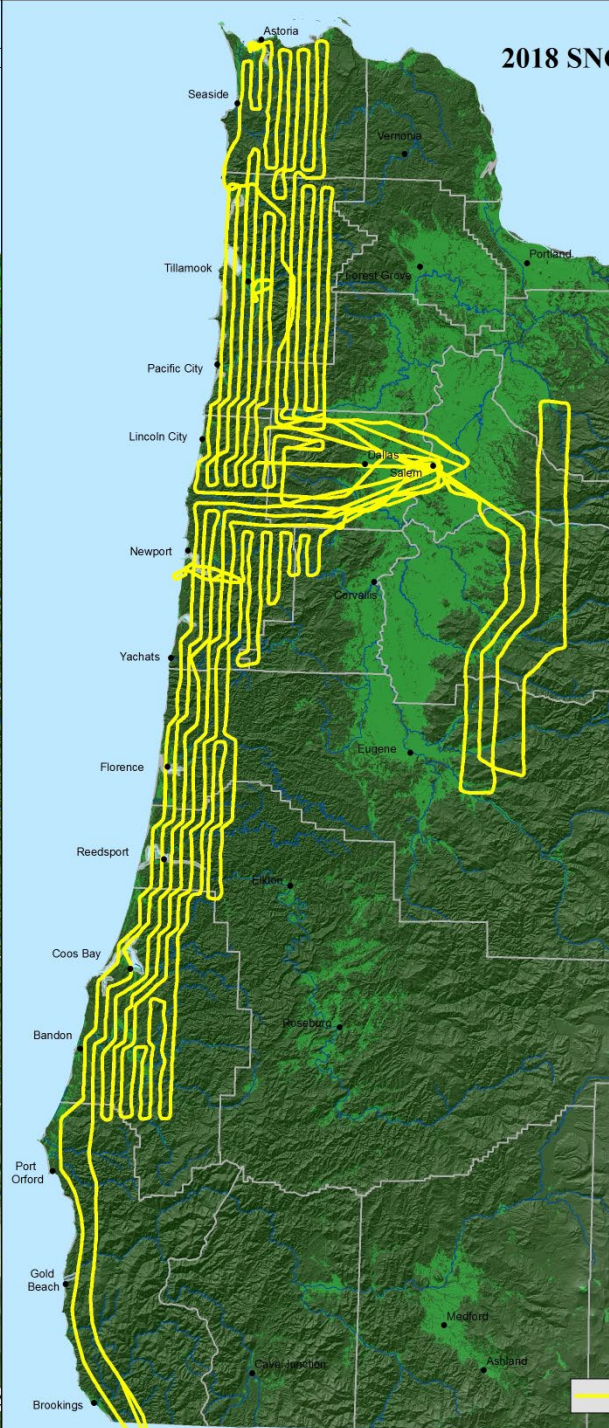 Astoria
2018 SNC
Seaside
Vernonia
Portland
Tillamook
Forest Grove
Pacific City
Lincoln City
Dallas
Salem
Newport
Corvallis
Yachats
Eugene
Florence
Reedsport
Elkton
Coos Bay
Roseburg
Bandon
Port
Orford
Gold
Beach
Medford
Ashland
Cave Junction
Brookings